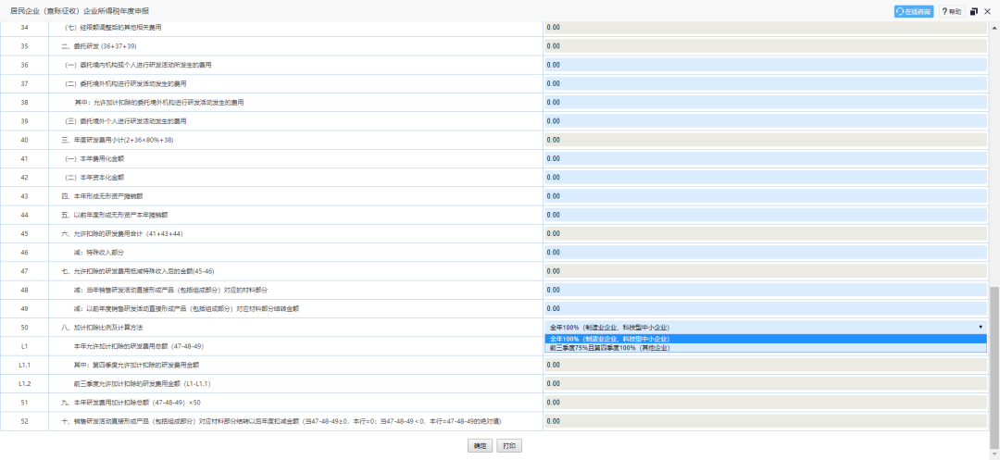 居民企业（查账征收）企业所得税年度申报 在线咨询 ? 帮助
34 （七）经限额调整后的其他相关费用 0.00
35 二、委托研发 (36+37+39) 0.00
36 （一）委托境内机构或个人进行研发活动所发生的费用 0.00
37 （二）委托境外机构进行研发活动发生的费用 0.00
38 其中：允许加计扣除的委托境外机构进行研发活动发生的费用 0.00
39 （三）委托境外个人进行研发活动发生的费用 0.00
40 三、年度研发费用小计(2+36×80%+38) 0.00
41 （一）本年费用化金额 0.00
42 （二）本年资本化金额 0.00
43 四、本年形成无形资产摊销额 0.00
44 五、以前年度形成无形资产本年摊销额 0.00
45 六、允许扣除的研发费用合计（41+43+44） 0.00
46 减：特殊收入部分 0.00
47 七、允许扣除的研发费用抵减特殊收入后的金额(45-46) 0.00
48 减：当年销售研发活动直接形成产品（包括组成部分）对应的材料部分 0.00
49 减：以前年度销售研发活动直接形成产品（包括组成部分）对应材料部分结转金额 0.00
50 八、加计扣除比例及计算方法 全年100%（制造业企业、科技型中小企业）
全年100%（制造业企业、科技型中小企业）
L1 本年允许加计扣除的研发费用总额（47-48-49） 前三季度75%且第四季度100%（其他企业）
L1.1 其中：第四季度允许加计扣除的研发费用金额 0.00
L1.2 前三季度允许加计扣除的研发费用金额（L1-L1.1） 0.00
51 九、本年研发费用加计扣除总额（47-48-49）×50 0.00
52 十、销售研发活动直接形成产品（包括组成部分）对应材料部分结转以后年度扣减金额（当47-48-49≥0，本行=0；当47-48-49＜0，本行=47-48-49的绝对值) 0.00
确定 打印